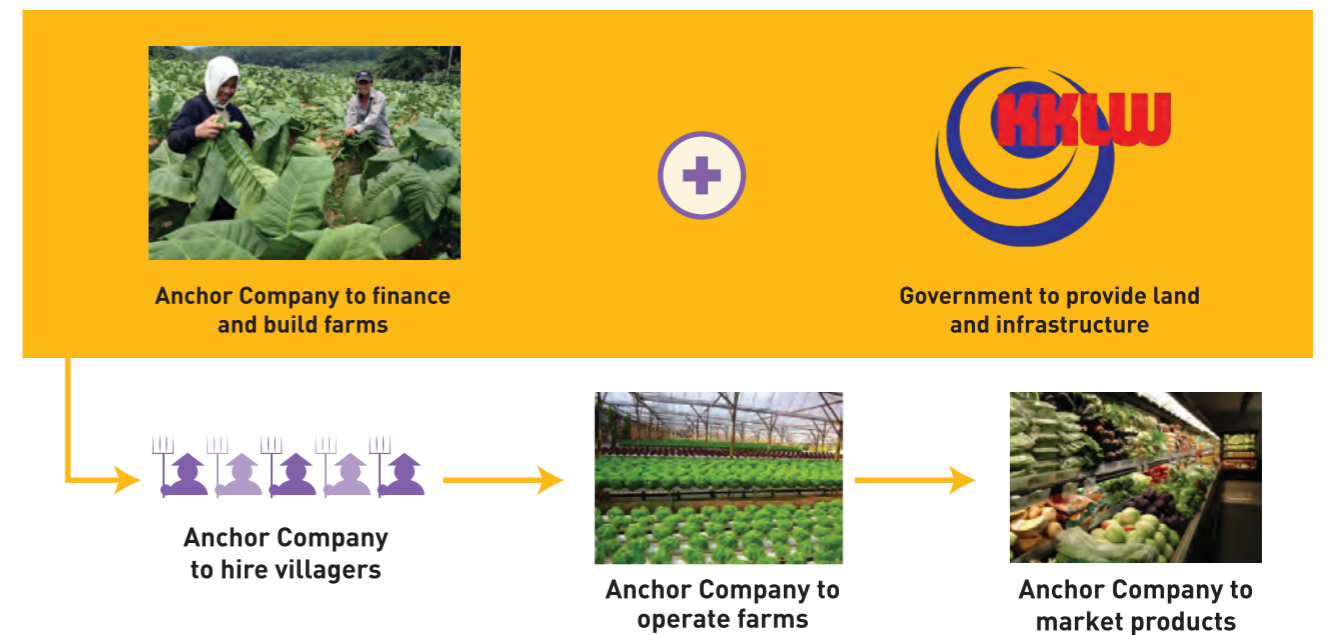 KKLW
Anchor Company to finance
and build farms
Government to provide land
and infrastructure
Anchor Company
to hire villagers
Anchor Company to
operate farms
Anchor Company to
market products